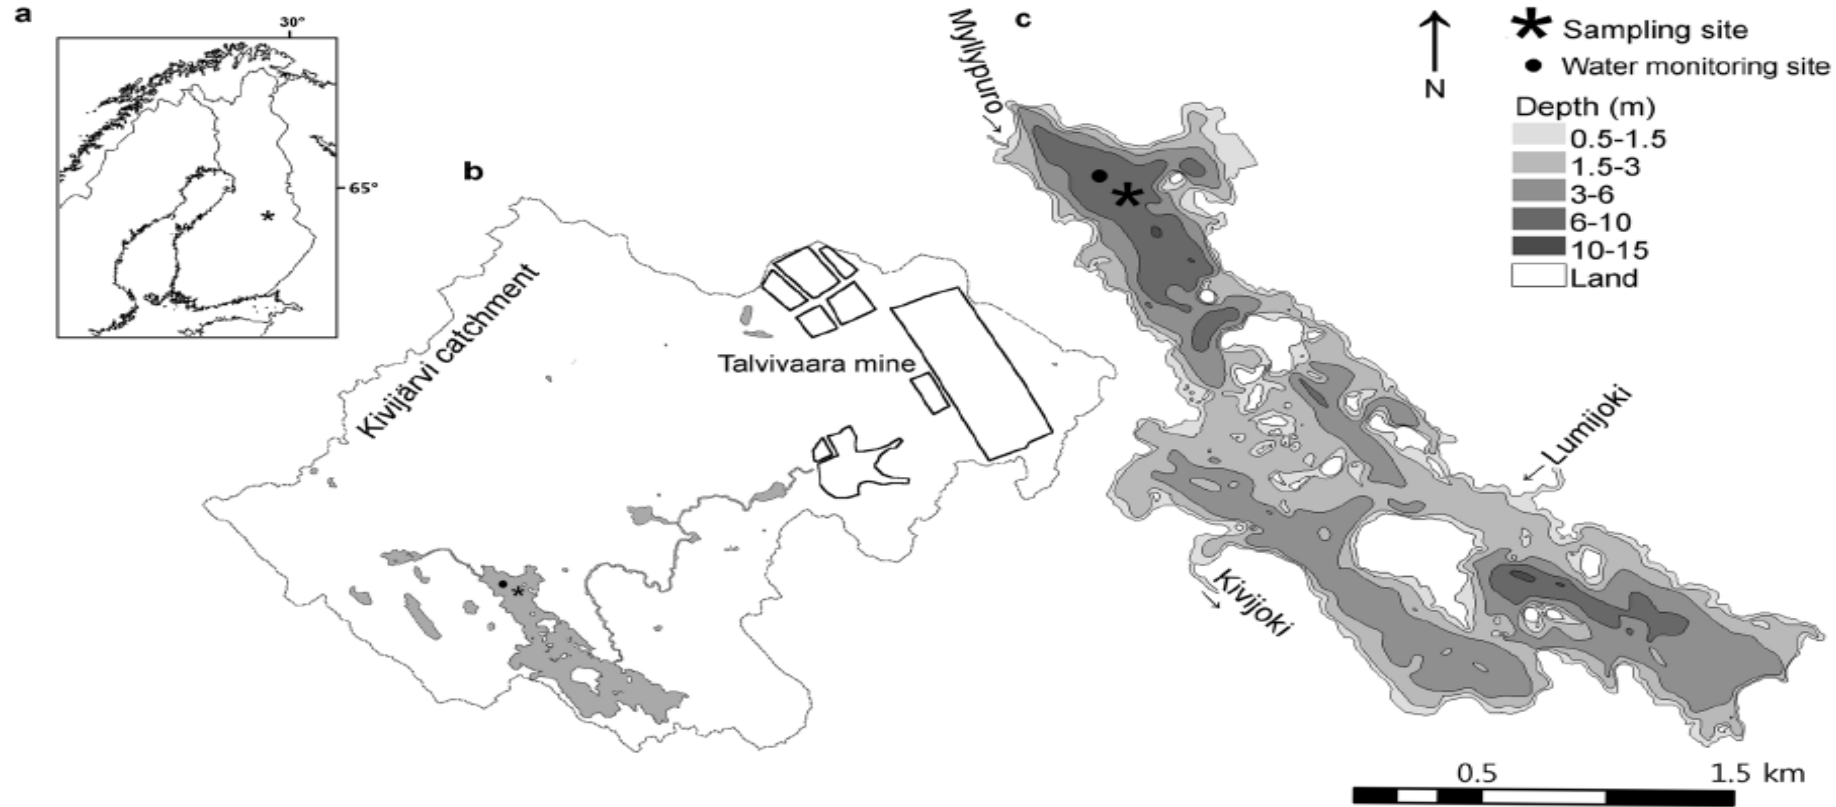 a
30°
65°
b
Kivijärvi catchment
Talvivaara mine
c
Myllypuro
N
Sampling site
Water monitoring site
Depth (m)
0.5-1.5
1.5-3
3-6
6-10
10-15
Land
Lumijoki
Kivijoki
0.5 1.5 km